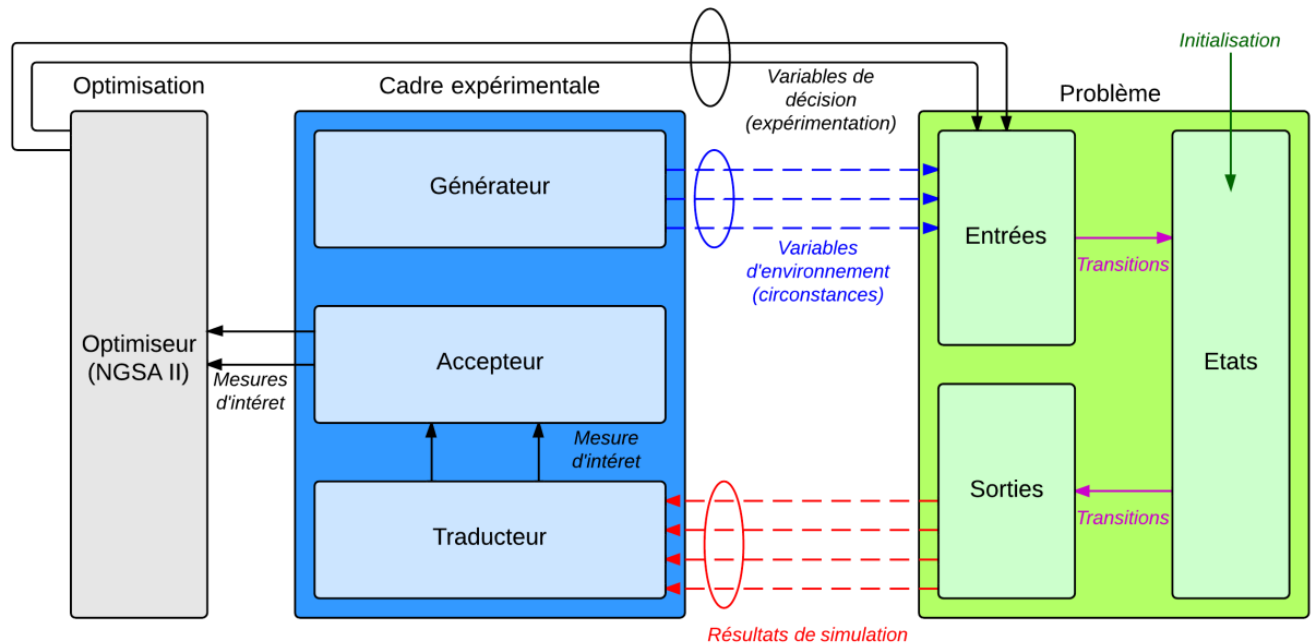 Initialisation
Optimisation
Cadre expérimentale
Variables de
décision
(expérimentation)
Problème
Générateur
Entrées
Variables
d'environnement
(circonstances)
Transitions
Optimiseur
(NGSA II)
Mesures
d'intéret
Accepteur
Etats
Mesure
d'intéret
Traducteur
Sorties
Transitions
Résultats de simulation